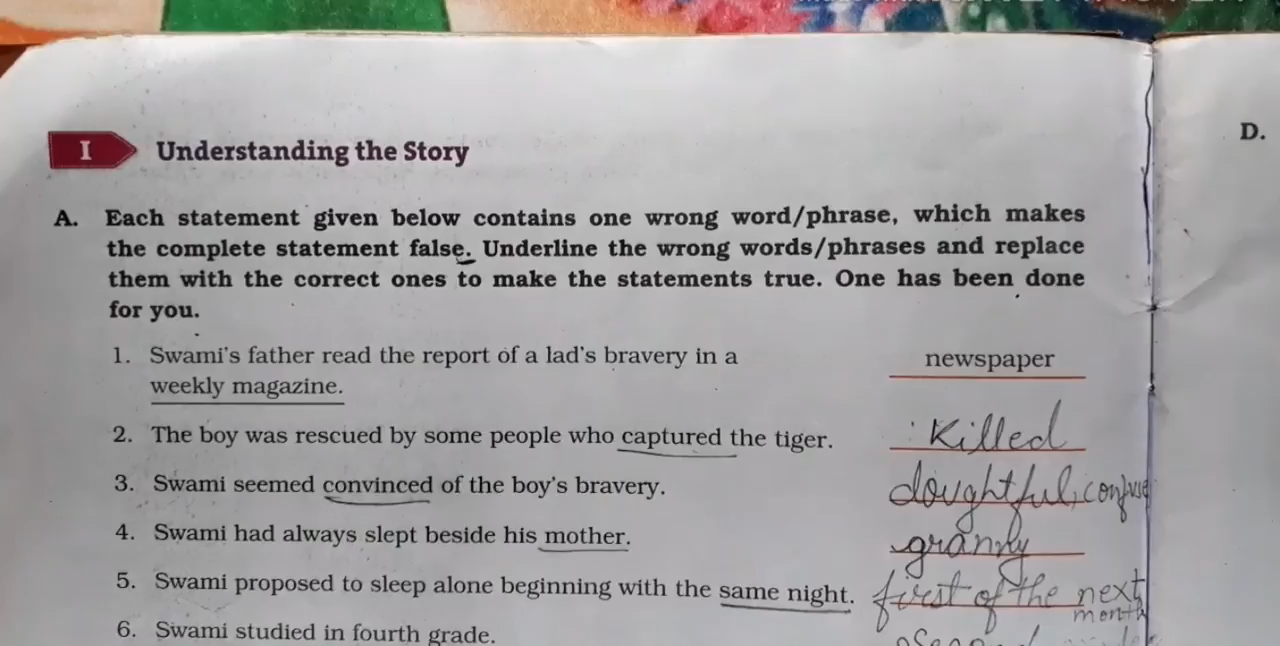 I Understanding the Story
D.
A. Each statement given below contains one wrong word/phrase, which makes
the complete statement false. Underline the wrong words/phrases and replace
them with the correct ones to make the statements true. One has been done
for you.
1. Swami's father read the report of a lad's bravery in a newspaper
weekly magazine.
2. The boy was rescued by some people who captured the tiger. Killed
3. Swami seemed convinced of the boy's bravery. doughtful, confuse
4. Swami had always slept beside his mother. granny
5. Swami proposed to sleep alone beginning with the same night. first of the next
month
6. Swami studied in fourth grade.